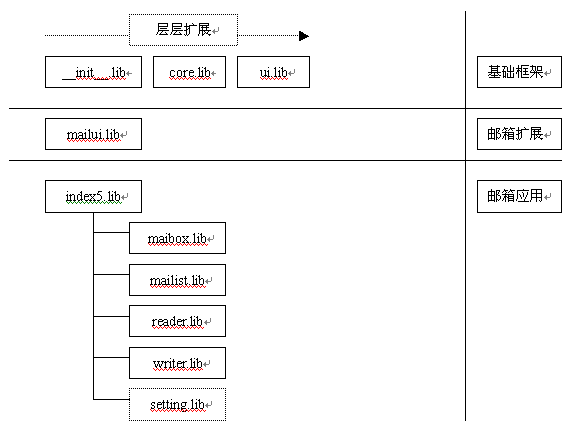 层层扩展
__init__.lib core.lib ui.lib 基础框架
mailui.lib 邮箱扩展
index5.lib 邮箱应用
maibox.lib
mailist.lib
reader.lib
writer.lib
setting.lib